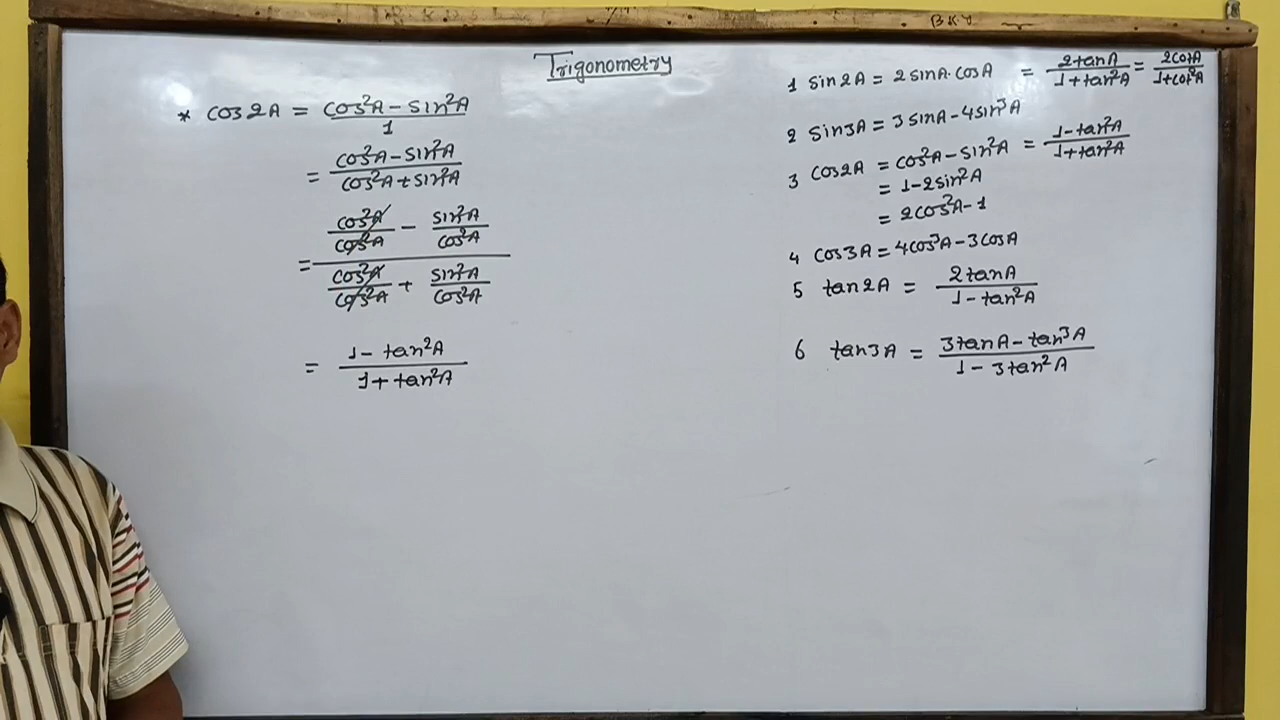 B.K.J.
Trigonometry
* cos2A = (cos²A - sin²A)/1
= (cos²A - sin²A)/(cos²A + sin²A)
= (cos²A/cos²A - sin²A/cos²A)/(cos²A/cos²A + sin²A/cos²A)
= (1 - tan²A)/(1 + tan²A)
1 sin2A = 2sinA·cosA = 2tanA/(1+tan²A) = 2cotA/(1+cot²A)
2 sin3A = 3sinA - 4sin³A
3 cos2A = cos²A - sin²A = (1 - tan²A)/(1 + tan²A)
= 1 - 2sin²A
= 2cos²A - 1
4 cos3A = 4cos³A - 3cosA
5 tan2A = 2tanA/(1 - tan²A)
6 tan3A = (3tanA - tan³A)/(1 - 3tan²A)